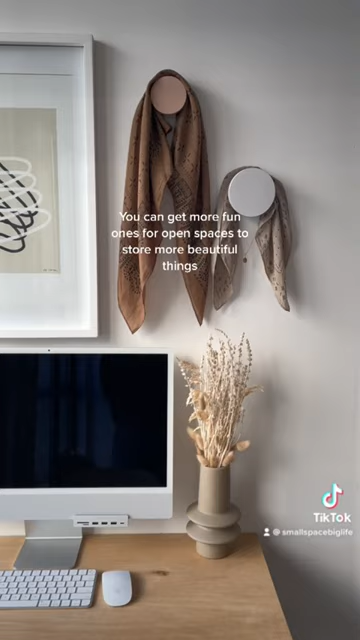 You can get more fun
ones for open spaces to
store more beautiful
things
TikTok
@ smallspacebiglife